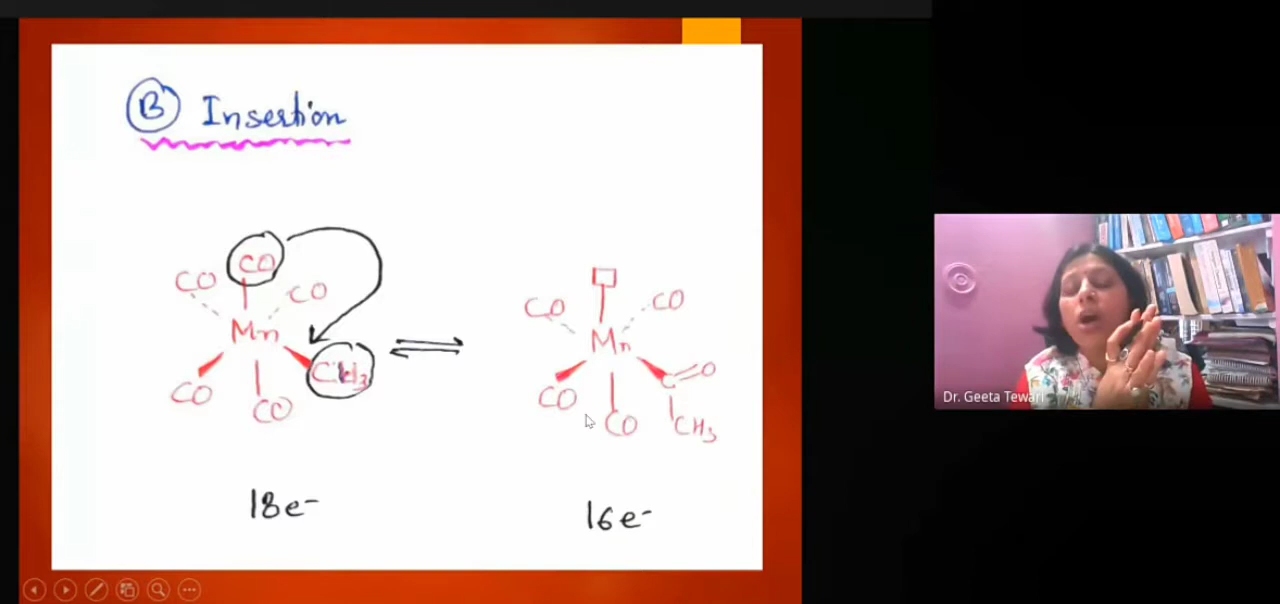 B Insertion
CO
CO CO
Mn
CO CH3
CO
CO CO
Mn
CO C=O
CO CH3
18e-
16e-
Dr. Geeta Tewari